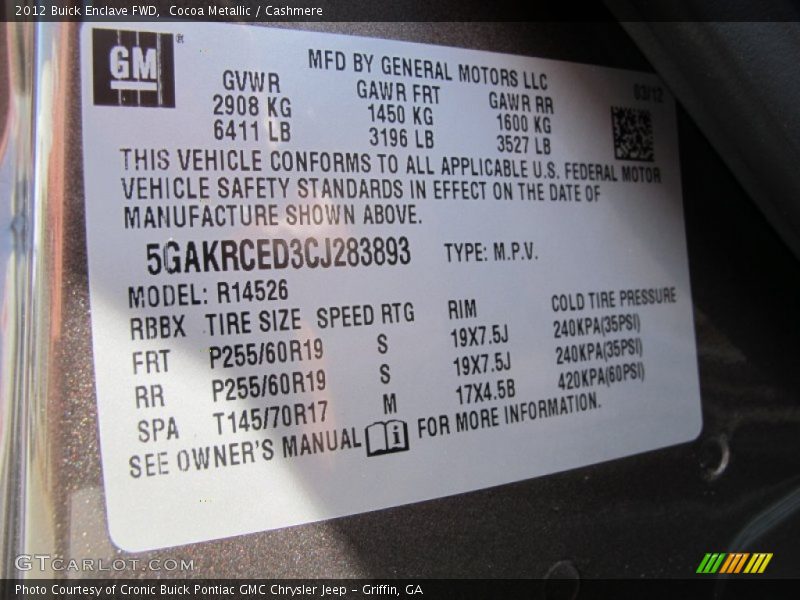 2012 Buick Enclave FWD, Cocoa Metallic / Cashmere
GM ®
MFD BY GENERAL MOTORS LLC
03/12
GVWR GAWR FRT GAWR RR
2908 KG 1450 KG 1600 KG
6411 LB 3196 LB 3527 LB
THIS VEHICLE CONFORMS TO ALL APPLICABLE U.S. FEDERAL MOTOR
VEHICLE SAFETY STANDARDS IN EFFECT ON THE DATE OF
MANUFACTURE SHOWN ABOVE.
5GAKRCED3CJ283893 TYPE: M.P.V.
MODEL: R14526
RBBX TIRE SIZE SPEED RTG RIM COLD TIRE PRESSURE
FRT P255/60R19 S 19X7.5J 240KPA(35PSI)
RR P255/60R19 S 19X7.5J 240KPA(35PSI)
SPA T145/70R17 M 17X4.5B 420KPA(60PSI)
SEE OWNER'S MANUAL i FOR MORE INFORMATION.
GTCARLOT.COM
Photo Courtesy of Cronic Buick Pontiac GMC Chrysler Jeep - Griffin, GA